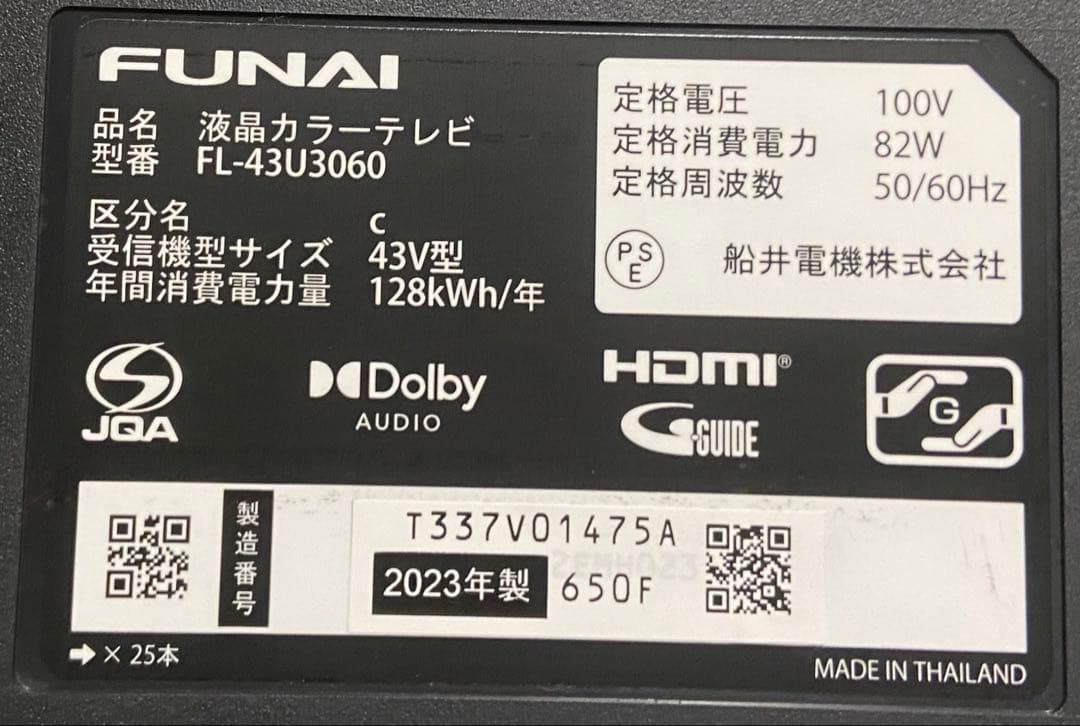 FUNAI
品名 液晶カラーテレビ
型番 FL-43U3060
区分名 c
受信機型サイズ 43V型
年間消費電力量 128kWh/年
定格電圧 100V
定格消費電力 82W
定格周波数 50/60Hz
PSE 船井電機株式会社
JQA
Dolby
AUDIO
HDMI®
G-GUIDE
G
製造番号
T337V01475A
2023年製 650F
➡ × 25本
MADE IN THAILAND